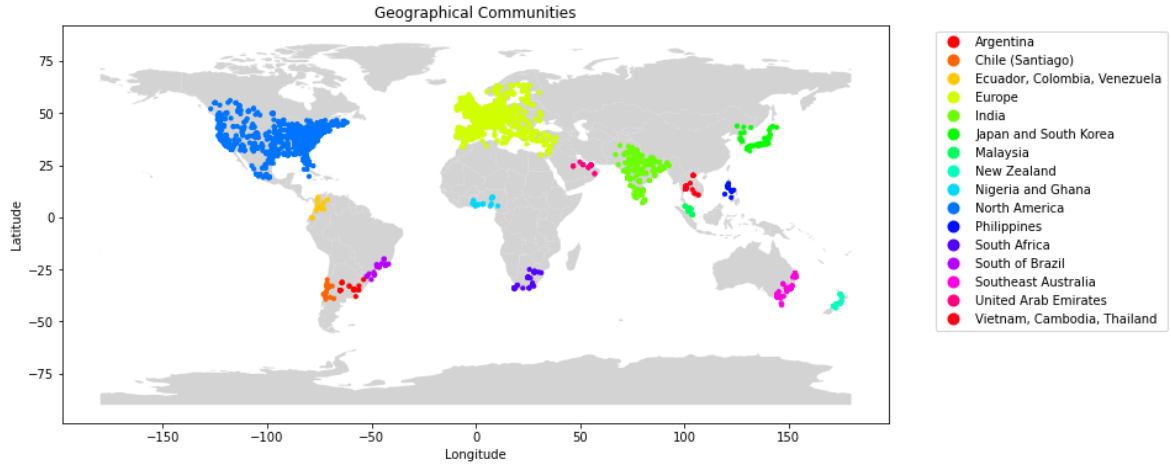 Geographical Communities
75
50
25
0
−25
−50
−75
Latitude
−150
−100
−50
0
50
100
150
Longitude
Argentina
Chile (Santiago)
Ecuador, Colombia, Venezuela
Europe
India
Japan and South Korea
Malaysia
New Zealand
Nigeria and Ghana
North America
Philippines
South Africa
South of Brazil
Southeast Australia
United Arab Emirates
Vietnam, Cambodia, Thailand